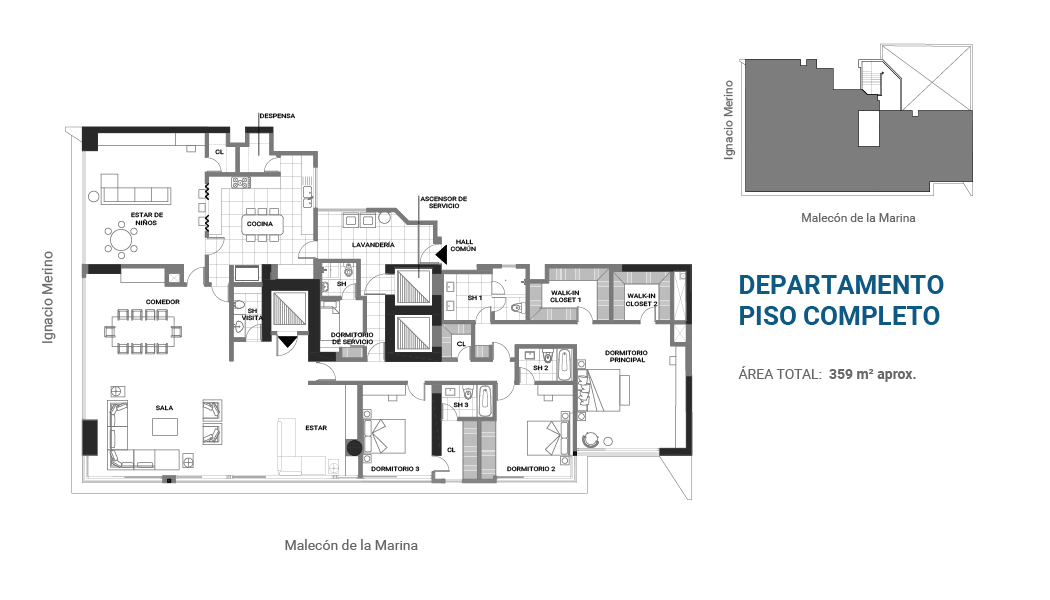 DESPENSA
CL
ASCENSOR DE
SERVICIO
ESTAR DE
NIÑOS
COCINA
LAVANDERÍA
HALL
COMÚN
SH
SH 1
WALK-IN
CLOSET 1
WALK-IN
CLOSET 2
COMEDOR
SH
VISITA
DORMITORIO
DE SERVICIO
CL
DORMITORIO
PRINCIPAL
SH 2
SALA
ESTAR
SH 3
CL
DORMITORIO 3
DORMITORIO 2
Ignacio Merino
Malecón de la Marina
Ignacio Merino
Malecón de la Marina
DEPARTAMENTO
PISO COMPLETO
ÁREA TOTAL: 359 m² aprox.